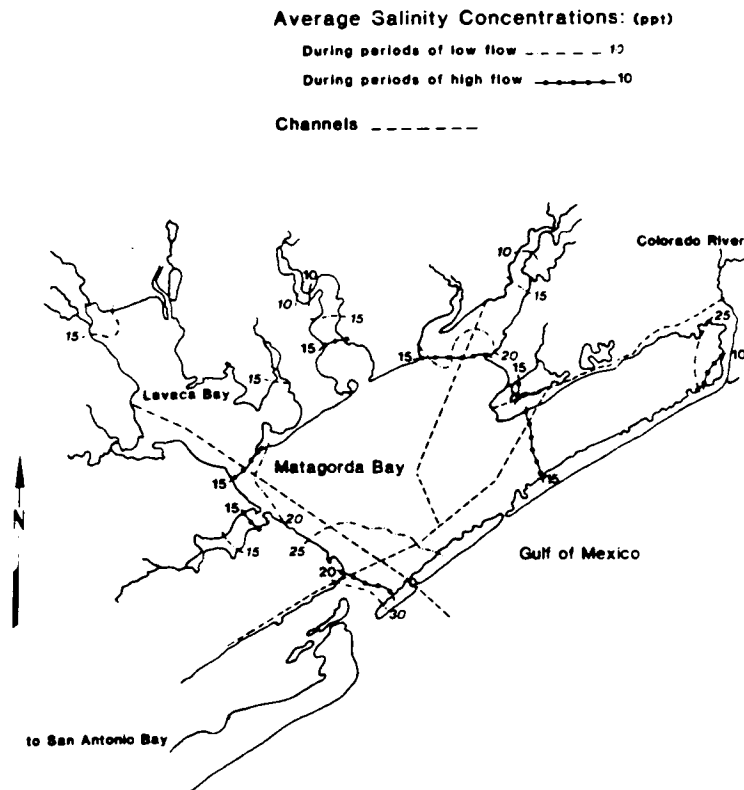 Average Salinity Concentrations: (ppt)
During periods of low flow 10
During periods of high flow 10
Channels
Colorado River
10
10
10
15
15
25
15
15
15
20
15
10
15
Lavaca Bay
Matagorda Bay
15
15
15
20
15
25
N
Gulf of Mexico
20
30
to San Antonio Bay